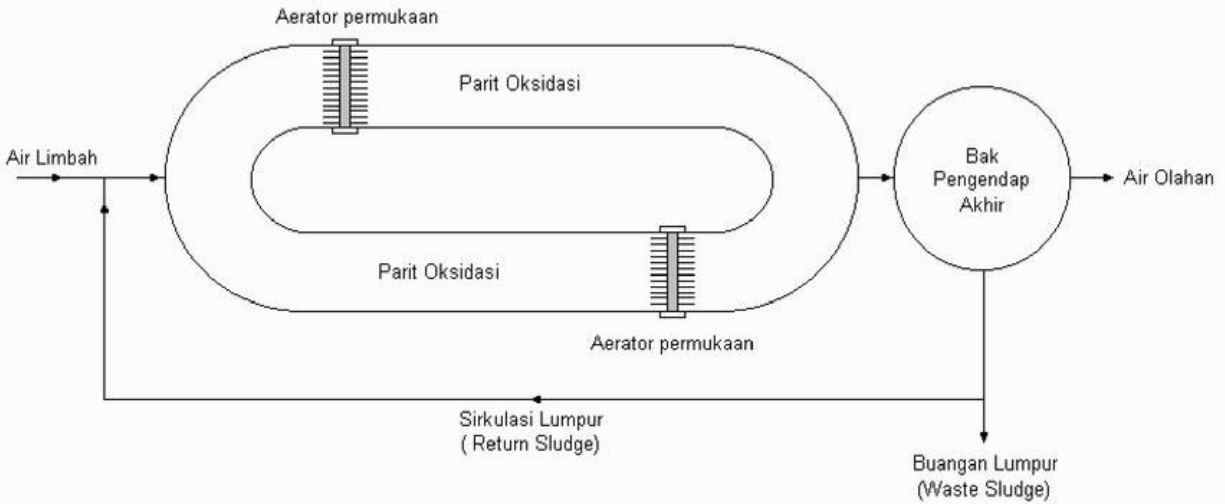 Aerator permukaan
Parit Oksidasi
Air Limbah
Bak
Pengendap
Akhir
Air Olahan
Parit Oksidasi
Aerator permukaan
Sirkulasi Lumpur
( Return Sludge)
Buangan Lumpur
(Waste Sludge)